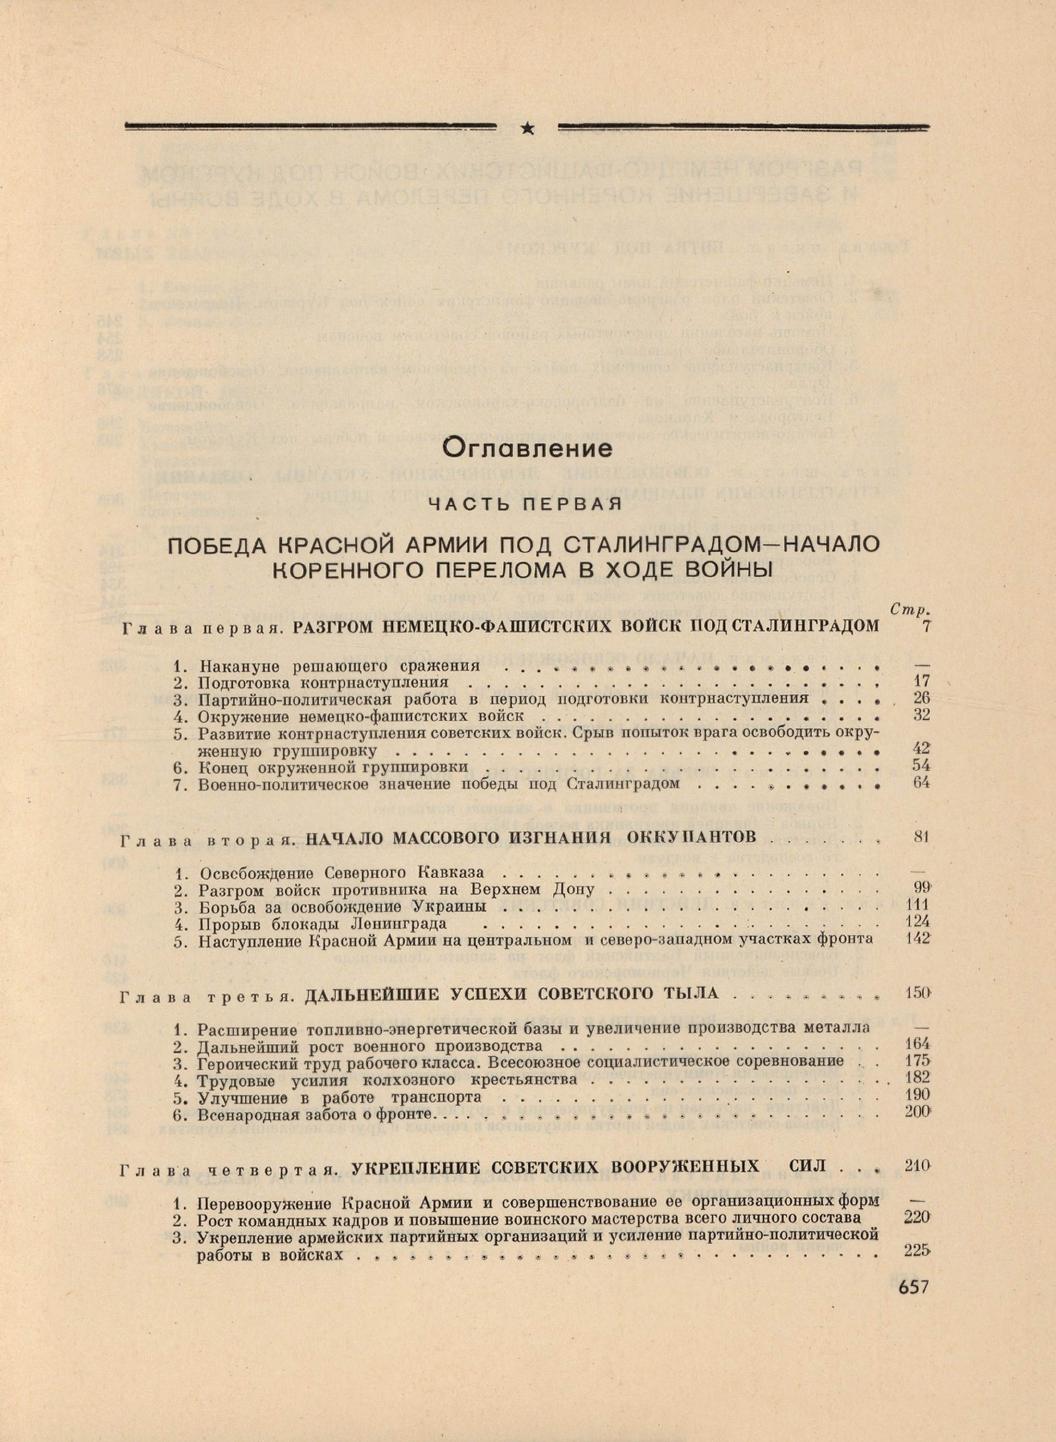 Оглавление
ЧАСТЬ ПЕРВАЯ
ПОБЕДА КРАСНОЙ АРМИИ ПОД СТАЛИНГРАДОМ—НАЧАЛО
КОРЕННОГО ПЕРЕЛОМА В ХОДЕ ВОЙНЫ
Стр.
Глава первая. РАЗГРОМ НЕМЕЦКО-ФАШИСТСКИХ ВОЙСК ПОД СТАЛИНГРАДОМ 7
1. Накануне решающего сражения . . . . . . . . . . . . . . . . . . . —
2. Подготовка контрнаступления . . . . . . . . . . . . . . . . . . . . 17
3. Партийно-политическая работа в период подготовки контрнаступления . . . . 26
4. Окружение немецко-фашистских войск . . . . . . . . . . . . . . . . 32
5. Развитие контрнаступления советских войск. Срыв попыток врага освободить окру-
женную группировку . . . . . . . . . . . . . . . . . . . . . . . . 42
6. Конец окруженной группировки . . . . . . . . . . . . . . . . . . . 54
7. Военно-политическое значение победы под Сталинградом . . . . . . . . . . 64
Глава вторая. НАЧАЛО МАССОВОГО ИЗГНАНИЯ ОККУПАНТОВ . . . . . . . 81
1. Освобождение Северного Кавказа . . . . . . . . . . . . . . . . . . —
2. Разгром войск противника на Верхнем Дону . . . . . . . . . . . . . . 99
3. Борьба за освобождение Украины . . . . . . . . . . . . . . . . . . 111
4. Прорыв блокады Ленинграда . . . . . . . . . . . . . . . . . . . . 124
5. Наступление Красной Армии на центральном и северо-западном участках фронта 142
Глава третья. ДАЛЬНЕЙШИЕ УСПЕХИ СОВЕТСКОГО ТЫЛА . . . . . . . . . 150
1. Расширение топливно-энергетической базы и увеличение производства металла —
2. Дальнейший рост военного производства . . . . . . . . . . . . . . . . 164
3. Героический труд рабочего класса. Всесоюзное социалистическое соревнование . . 175
4. Трудовые усилия колхозного крестьянства . . . . . . . . . . . . . . . 182
5. Улучшение в работе транспорта . . . . . . . . . . . . . . . . . . . 190
6. Всенародная забота о фронте. . . . . . . . . . . . . . . . . . . . . 200
Глава четвертая. УКРЕПЛЕНИЕ СОВЕТСКИХ ВООРУЖЕННЫХ СИЛ . . . 210
1. Перевооружение Красной Армии и совершенствование ее организационных форм —
2. Рост командных кадров и повышение воинского мастерства всего личного состава 220
3. Укрепление армейских партийных организаций и усиление партийно-политической
работы в войсках . . . . . . . . . . . . . . . . . . . . . . . . . . 225
657